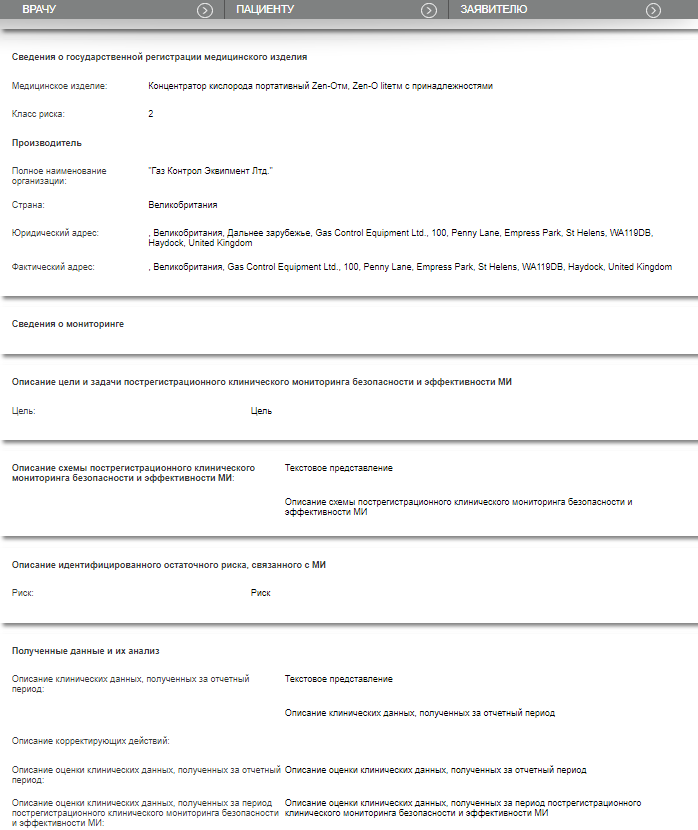 ВРАЧУ
ПАЦИЕНТУ
ЗАЯВИТЕЛЮ
Сведения о государственной регистрации медицинского изделия
Медицинское изделие:
Концентратор кислорода портативный Zen-Oтм, Zen-O liteтм с принадлежностями
Класс риска:
2
Производитель
Полное наименование
организации:
"Газ Контрол Эквипмент Лтд."
Страна:
Великобритания
Юридический адрес:
, Великобритания, Дальнее зарубежье, Gas Control Equipment Ltd., 100, Penny Lane, Empress Park, St Helens, WA119DB,
Haydock, United Kingdom
Фактический адрес:
, Великобритания, Gas Control Equipment Ltd., 100, Penny Lane, Empress Park, St Helens, WA119DB, Haydock, United Kingdom
Сведения о мониторинге
Описание цели и задачи пострегистрационного клинического мониторинга безопасности и эффективности МИ
Цель:
Цель
Описание схемы пострегистрационного клинического
мониторинга безопасности и эффективности МИ:
Текстовое представление
Описание схемы пострегистрационного клинического мониторинга безопасности и
эффективности МИ
Описание идентифицированного остаточного риска, связанного с МИ
Риск:
Риск
Полученные данные и их анализ
Описание клинических данных, полученных за отчетный
период:
Текстовое представление
Описание клинических данных, полученных за отчетный период
Описание корректирующих действий:
Описание оценки клинических данных, полученных за отчетный
период:
Описание оценки клинических данных, полученных за отчетный период
Описание оценки клинических данных, полученных за период
пострегистрационного клинического мониторинга безопасности
и эффективности МИ:
Описание оценки клинических данных, полученных за период пострегистрационного
клинического мониторинга безопасности и эффективности МИ